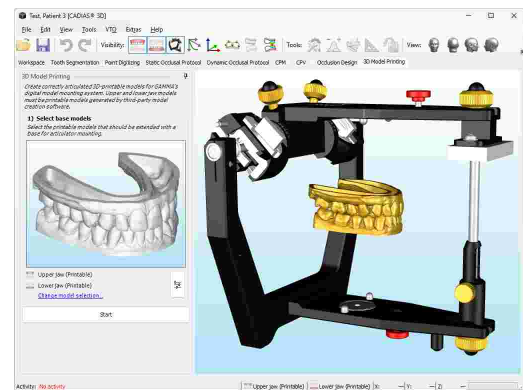 Test, Patient 3 [CADIAS® 3D]
File Edit View Tools VTO Extras Help
Visibility: Tools: Views:
Workspace Tooth Segmentation Point Digitizing Static Occlusal Protocol Dynamic Occlusal Protocol CPM CPV Occlusion Design 3D Model Printing
3D Model Printing
Create correctly articulated 3D-printable models for GAMMA's
digital model mounting system. Upper and lower jaw models
must be printable models generated by third-party model
creation software.
1) Select base models
Select the printable models that should be extended with a
base for articulator mounting.
Upper jaw (Printable)
Lower jaw (Printable)
Change model selection...
Start
Activity: No activity
Upper jaw (Printable) Lower jaw (Printable) X: — Y: — Z: —